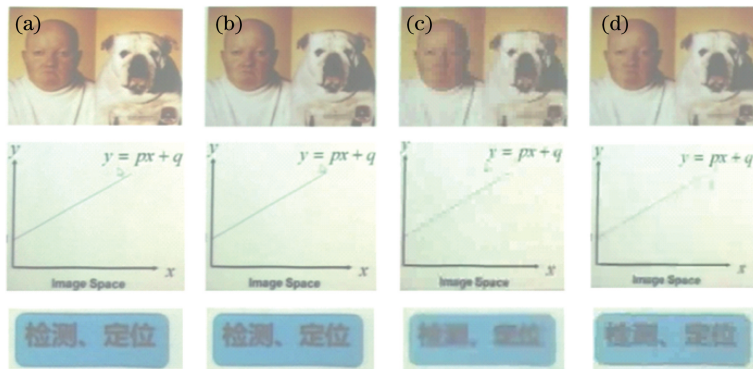 (a) (b) (c) (d)
y y y y
y = px + q y = px + q y = px + q y = px + q
x x x x
Image Space Image Space Image Space Image Space
检测、定位 检测、定位 检测、定位 检测、定位